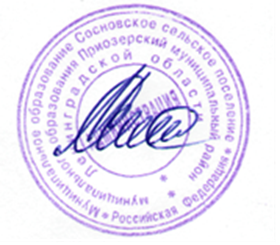 Муниципальное образование Сосновское сельское поселение
муниципального образования Приозерский муниципальный район
Ленинградской области
* Российская Федерация *